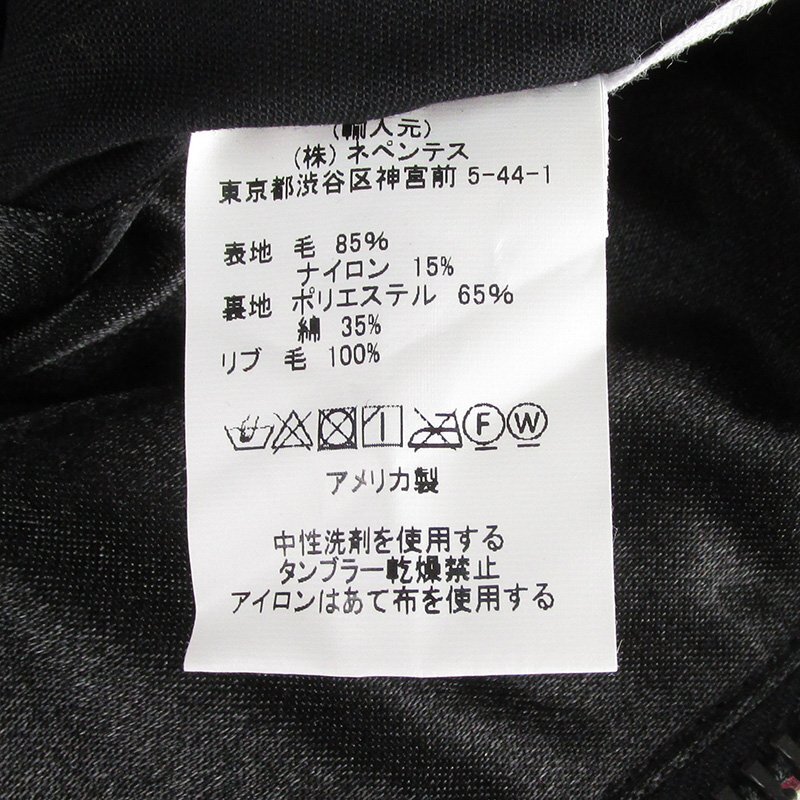 (輸入元)
(株) ネペンテス
東京都渋谷区神宮前 5-44-1
表地 毛 85%
ナイロン 15%
裏地 ポリエステル 65%
綿 35%
リブ 毛 100%
F W
アメリカ製
中性洗剤を使用する
タンブラー乾燥禁止
アイロンはあて布を使用する